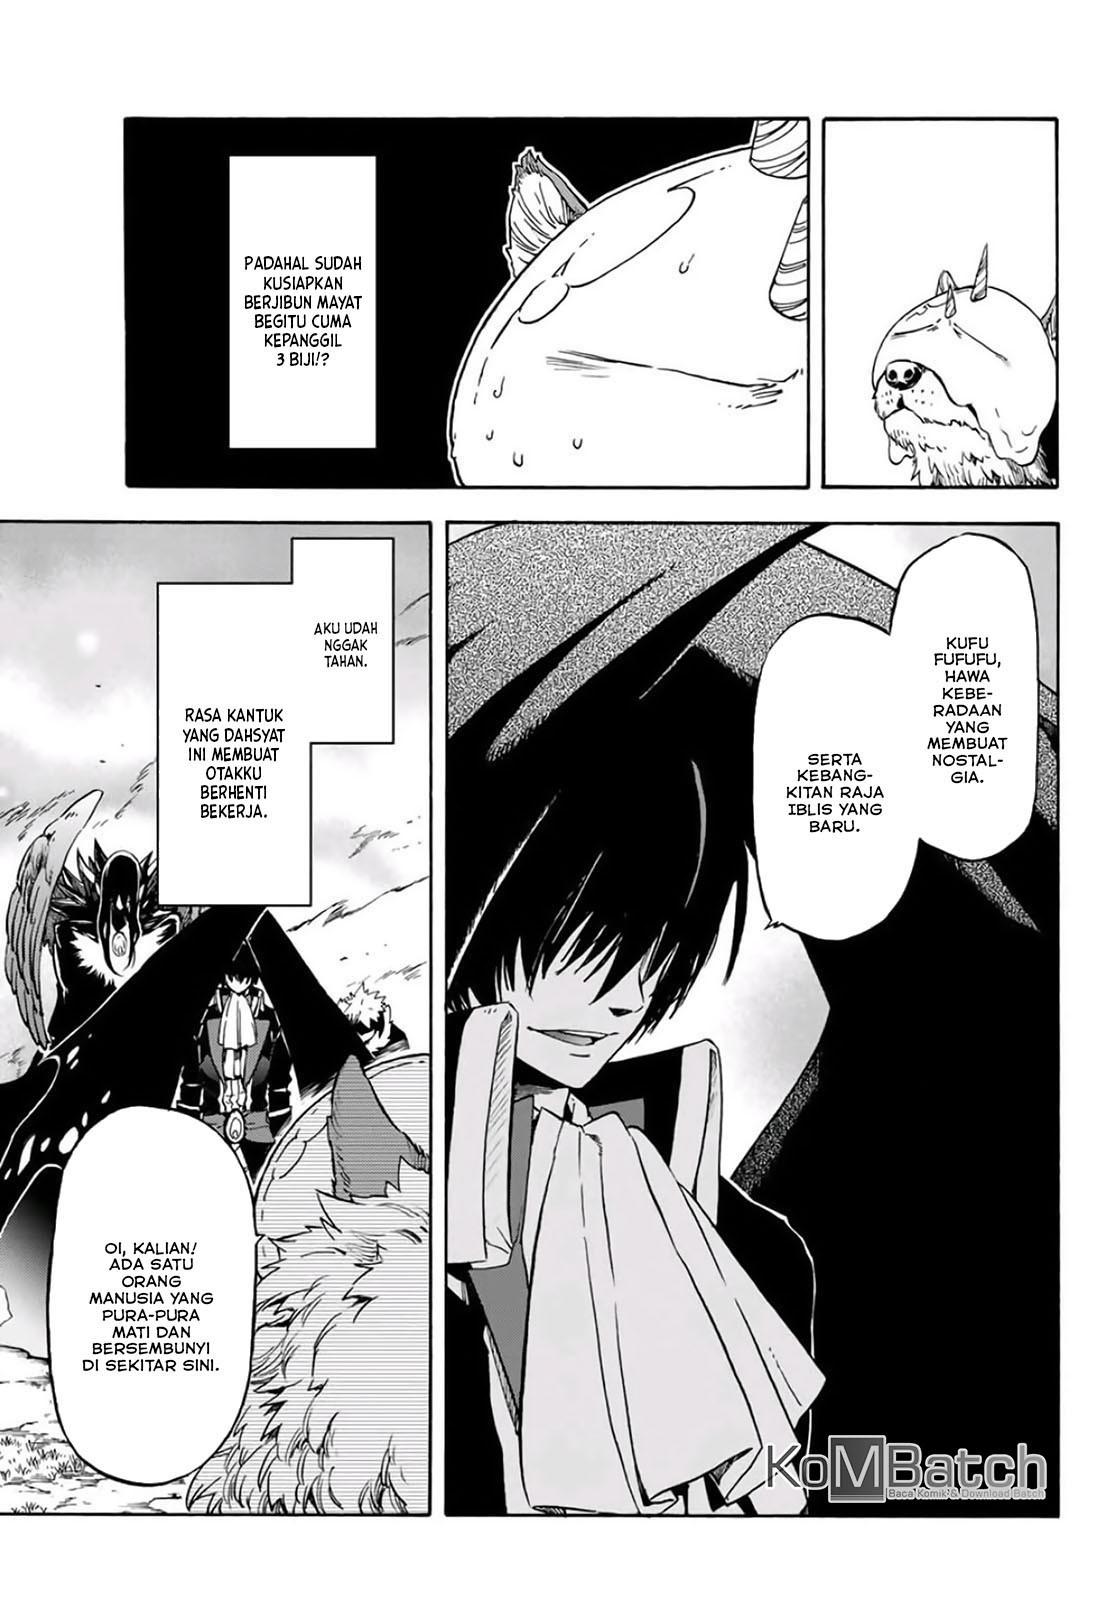 PADAHAL SUDAH
KUSIAPKAN
BERJIBUN MAYAT
BEGITU CUMA
KEPANGGIL
3 BIJI!?
KUFU
FUFUFU,
HAWA
KEBE-
RADAAN
YANG
MEMBUAT
NOSTAL-
GIA.
SERTA
KEBANG-
KITAN RAJA
IBLIS YANG
BARU.
AKU UDAH
NGGAK
TAHAN.
RASA KANTUK
YANG DAHSYAT
INI MEMBUAT
OTAKKU
BERHENTI
BEKERJA.
OI, KALIAN!
ADA SATU
ORANG
MANUSIA YANG
PURA-PURA
MATI DAN
BERSEMBUNYI
DI SEKITAR SINI.
KOMBatch
Baca Komik & Download Batch